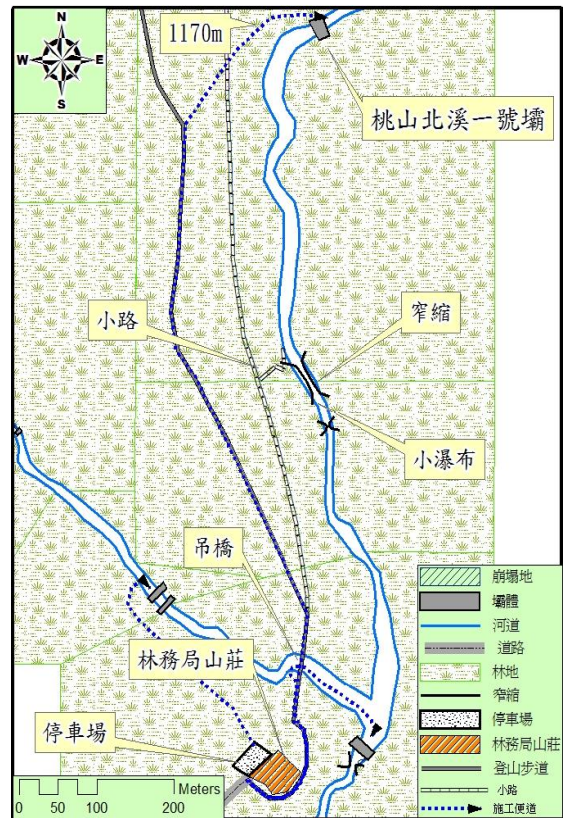 N
W E
S
1170m
桃山北溪一號壩
小路
窄縮
小瀑布
吊橋
林務局山莊
停車場
崩塌地
壩體
河道
道路
林地
窄縮
停車場
林務局山莊
登山步道
小路
施工便道
Meters
0 50 100 200